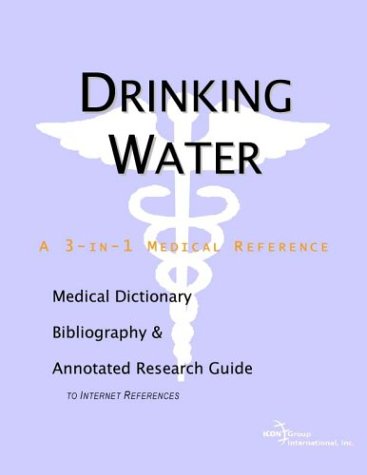 DRINKING
WATER
A 3-IN-1 MEDICAL REFERENCE
Medical Dictionary
Bibliography &
Annotated Research Guide
TO INTERNET REFERENCES
ICON Group
International, Inc.